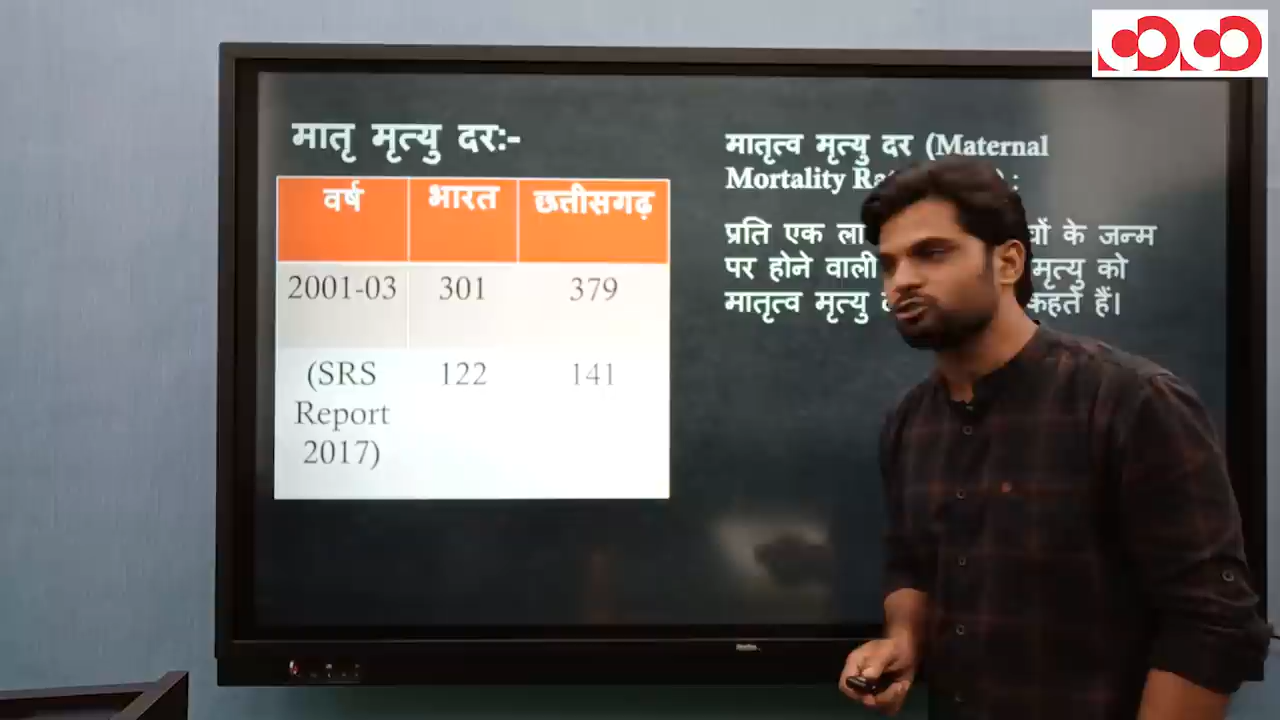 मातृ मृत्यु दर:-
वर्ष भारत छत्तीसगढ़
2001-03 301 379
(SRS 122 141
Report
2017)
मातृत्व मृत्यु दर (Maternal
Mortality
प्रति एक के जन्म
पर होने वाली मृत्यु को
मातृत्व मृत्यु कहते हैं।